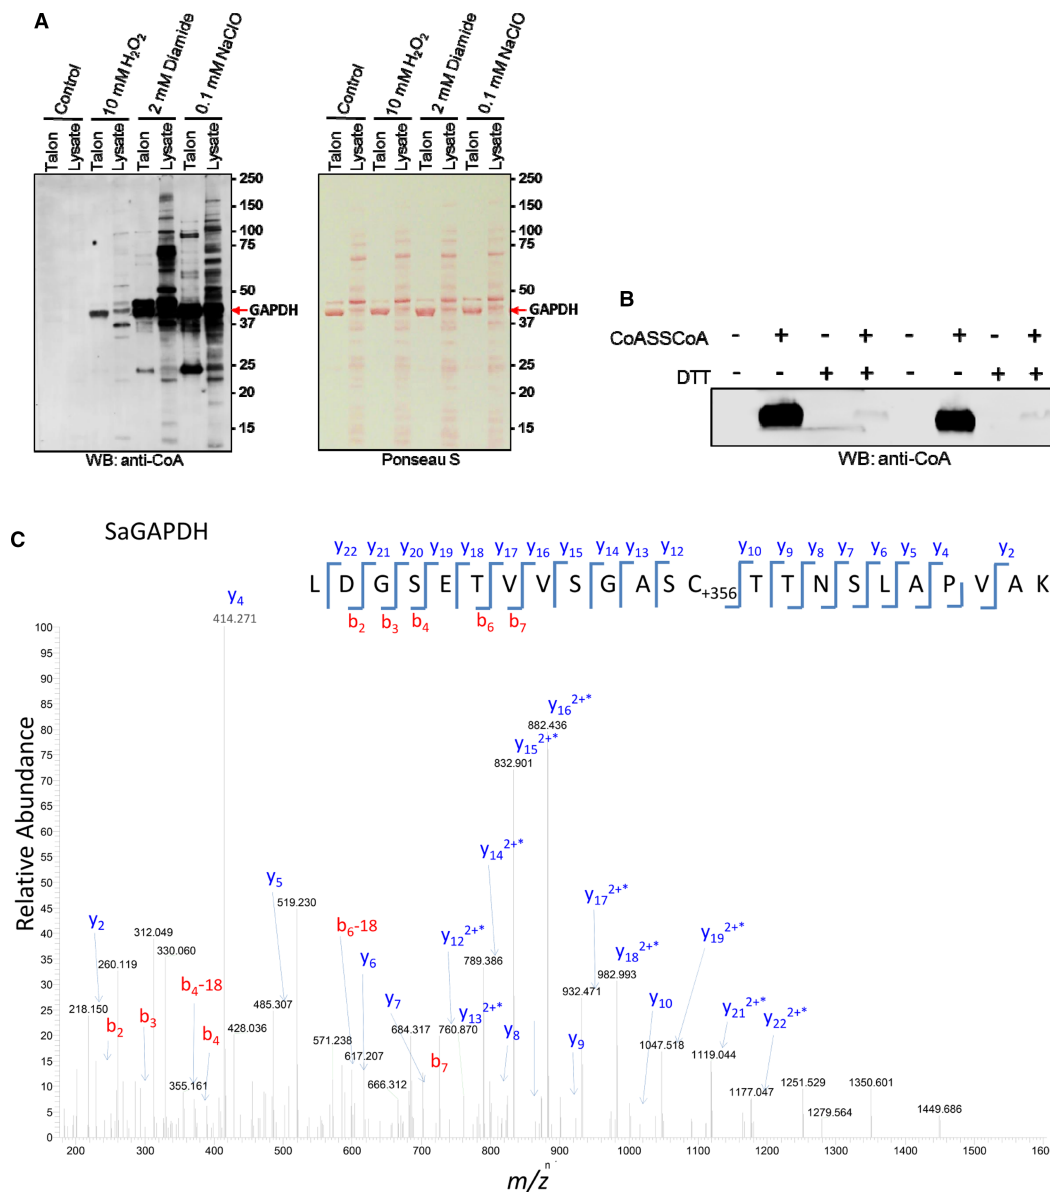 A
Control
10 mM H2O2
2 mM Diamide
0.1 mM NaClO
Talon
Lysate
Talon
Lysate
Talon
Lysate
Talon
Lysate
250
150
100
75
50
GAPDH
37
25
20
15
WB: anti-CoA
Control
10 mM H2O2
2 mM Diamide
0.1 mM NaClO
Talon
Lysate
Talon
Lysate
Talon
Lysate
Talon
Lysate
250
150
100
75
50
GAPDH
37
25
20
15
Ponseau S
B
CoASSCoA - + - + - + - +
DTT - - + + - - + +
WB: anti-CoA
C
SaGAPDH
y22 y21 y20 y19 y18 y17 y16 y15 y14 y13 y12 y10 y9 y8 y7 y6 y5 y4 y2
L D G S E T V V S G A S C+356 T T N S L A P V A K
b2 b3 b4 b6 b7
Relative Abundance
100
95
90
85
80
75
70
65
60
55
50
45
40
35
30
25
20
15
10
5
0
y4
414.271
y16 2+*
882.436
y15 2+*
832.901
y14 2+*
789.386
y5
519.230
485.307
y2
218.150
260.119
312.049
330.060
b2
b3
b4-18
b4
355.161
428.036
b6-18
571.238
617.207
y6
666.312
y7
684.317
b7
y12 2+*
760.870
y13 2+*
y8
y9
y17 2+*
932.471
y18 2+*
982.993
y10
1047.518
y19 2+*
y21 2+*
1119.044
y22 2+*
1177.047
1251.529
1279.564
1350.601
1449.686
200 300 400 500 600 700 800 900 1000 1100 1200 1300 1400 1500 160
m/z